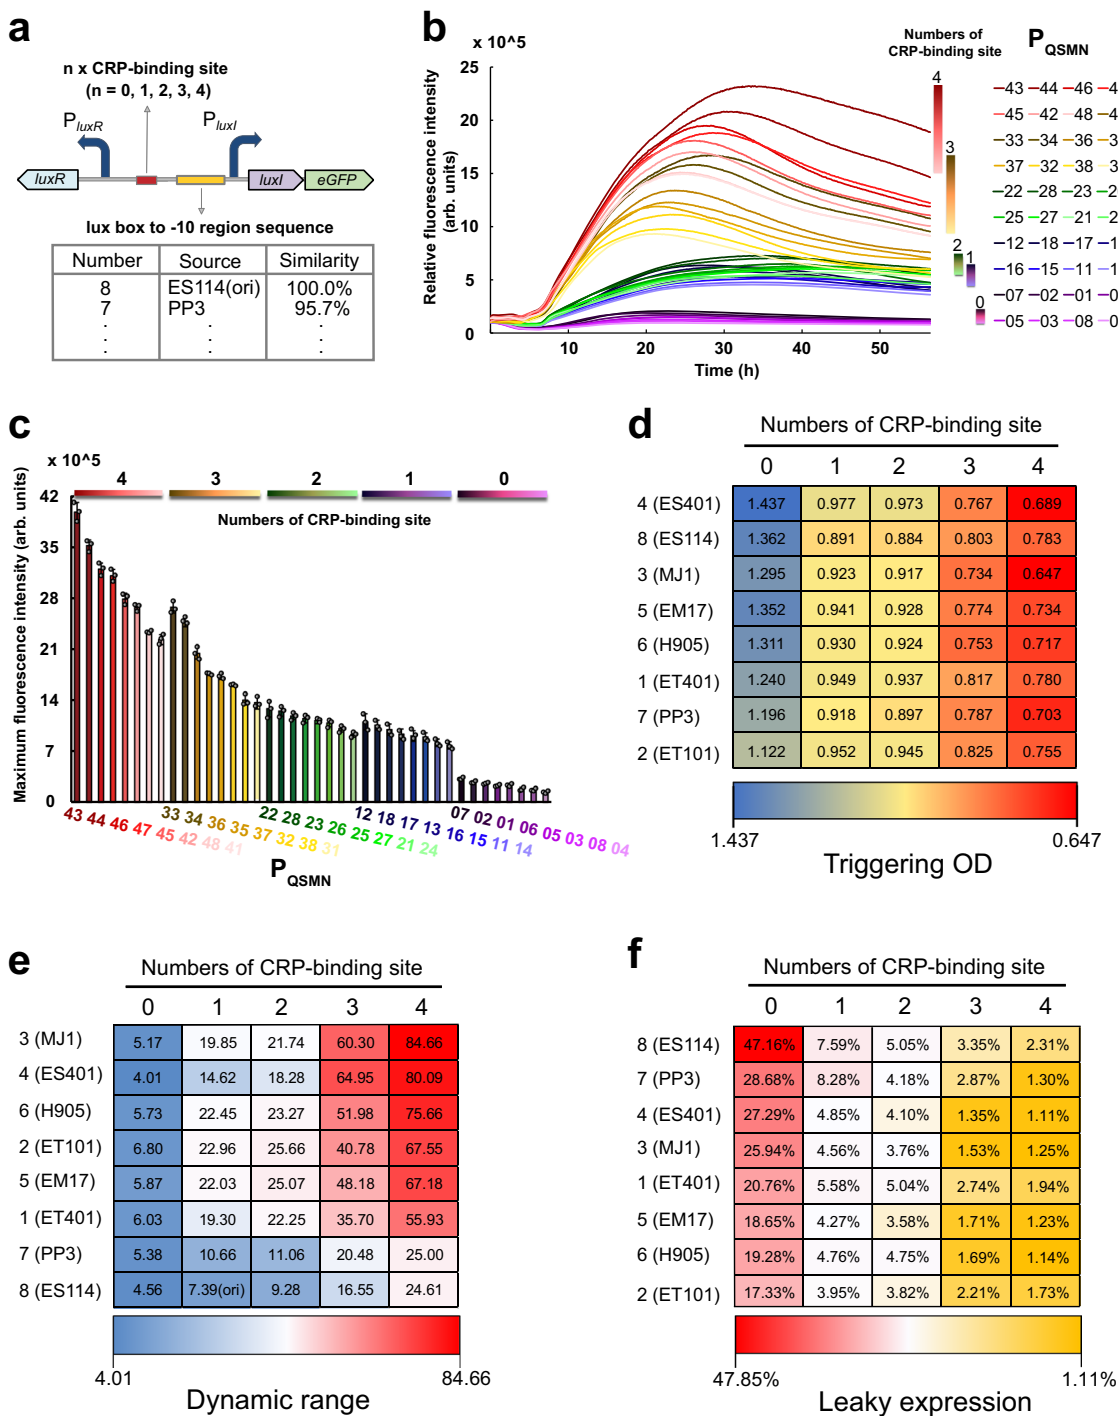 a
n x CRP-binding site
(n = 0, 1, 2, 3, 4)
PluxR
PluxI
luxR
luxI
eGFP
lux box to -10 region sequence
Number Source Similarity
8 ES114(ori) 100.0%
7 PP3 95.7%
. . .
. . .
. . .
b
x 10^5
Relative fluorescence intensity
(arb. units)
25
20
15
10
5
0
10 20 30 40 50
Time (h)
Numbers of
CRP-binding site
4
3
2
1
0
PQSMN
43 44 46 4
45 42 48 4
33 34 36 3
37 32 38 3
22 28 23 2
25 27 21 2
12 18 17 1
16 15 11 1
07 02 01 0
05 03 08 0
c
x 10^5
Maximum fluorescence intensity (arb. units)
42
35
28
21
14
7
0
4 3 2 1 0
Numbers of CRP-binding site
43 44 46 47 45 42 48 41 33 34 36 35 37 32 38 31 22 28 23 26 25 27 21 24 12 18 17 13 16 15 11 14 07 02 01 06 05 03 08 04
PQSMN
d
Numbers of CRP-binding site
0 1 2 3 4
4 (ES401) 1.437 0.977 0.973 0.767 0.689
8 (ES114) 1.362 0.891 0.884 0.803 0.783
3 (MJ1) 1.295 0.923 0.917 0.734 0.647
5 (EM17) 1.352 0.941 0.928 0.774 0.734
6 (H905) 1.311 0.930 0.924 0.753 0.717
1 (ET401) 1.240 0.949 0.937 0.817 0.780
7 (PP3) 1.196 0.918 0.897 0.787 0.703
2 (ET101) 1.122 0.952 0.945 0.825 0.755
1.437 0.647
Triggering OD
e
Numbers of CRP-binding site
0 1 2 3 4
3 (MJ1) 5.17 19.85 21.74 60.30 84.66
4 (ES401) 4.01 14.62 18.28 64.95 80.09
6 (H905) 5.73 22.45 23.27 51.98 75.66
2 (ET101) 6.80 22.96 25.66 40.78 67.55
5 (EM17) 5.87 22.03 25.07 48.18 67.18
1 (ET401) 6.03 19.30 22.25 35.70 55.93
7 (PP3) 5.38 10.66 11.06 20.48 25.00
8 (ES114) 4.56 7.39(ori) 9.28 16.55 24.61
4.01 84.66
Dynamic range
f
Numbers of CRP-binding site
0 1 2 3 4
8 (ES114) 47.16% 7.59% 5.05% 3.35% 2.31%
7 (PP3) 28.68% 8.28% 4.18% 2.87% 1.30%
4 (ES401) 27.29% 4.85% 4.10% 1.35% 1.11%
3 (MJ1) 25.94% 4.56% 3.76% 1.53% 1.25%
1 (ET401) 20.76% 5.58% 5.04% 2.74% 1.94%
5 (EM17) 18.65% 4.27% 3.58% 1.71% 1.23%
6 (H905) 19.28% 4.76% 4.75% 1.69% 1.14%
2 (ET101) 17.33% 3.95% 3.82% 2.21% 1.73%
47.85% 1.11%
Leaky expression